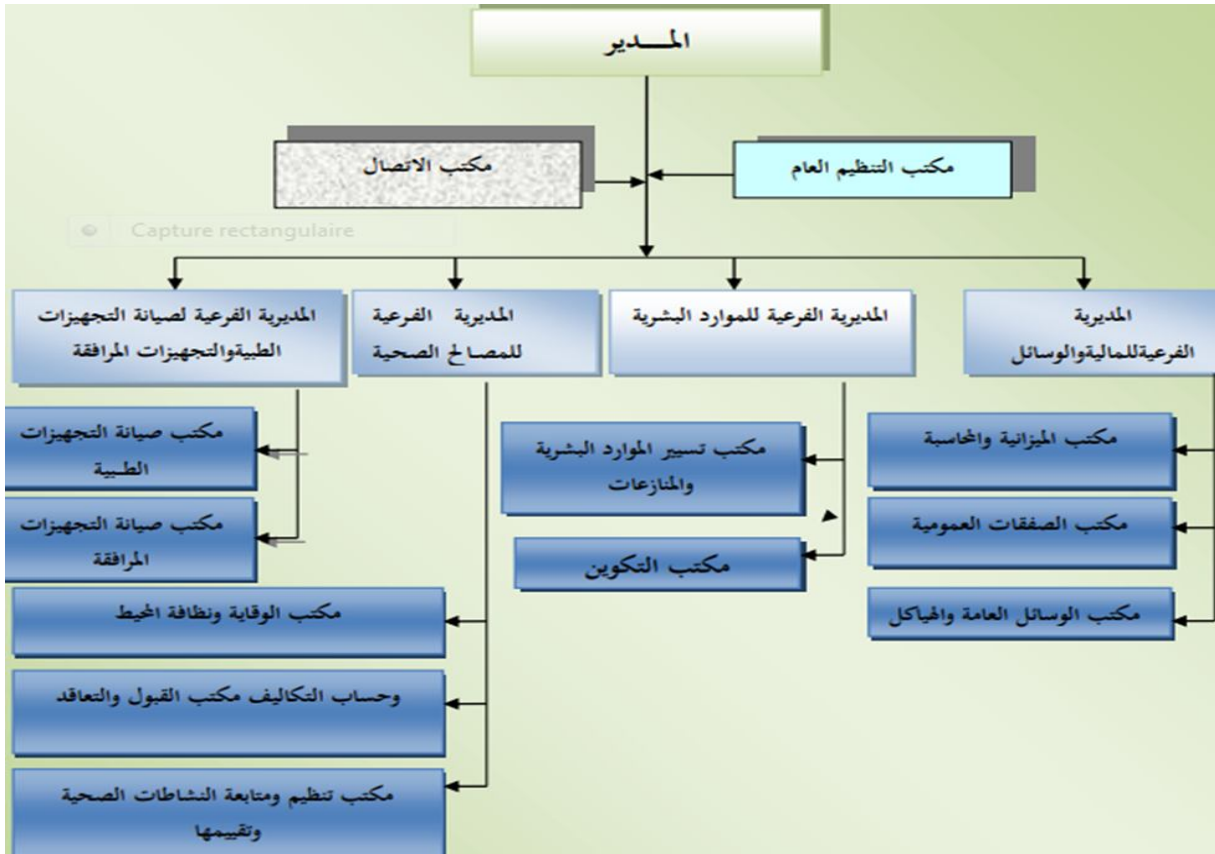 المـــدير
مكتب التنظيم العام
مكتب الاتصال
Capture rectangulaire
المديرية
الفرعيةللماليةوالوسائل
المديرية الفرعية للموارد البشرية
المديرية الفرعية
للمصالح الصحية
المديرية الفرعية لصيانة التجهيزات
الطبيةوالتجهيزات المرافقة
مكتب الميزانية والمحاسبة
مكتب الصفقات العمومية
مكتب الوسائل العامة والهياكل
مكتب تسيير الموارد البشرية
والمنازعات
مكتب التكوين
مكتب الوقاية ونظافة المحيط
وحساب التكاليف مكتب القبول والتعاقد
مكتب تنظيم ومتابعة النشاطات الصحية
وتقييمها
مكتب صيانة التجهيزات
الطبية
مكتب صيانة التجهيزات
المرافقة